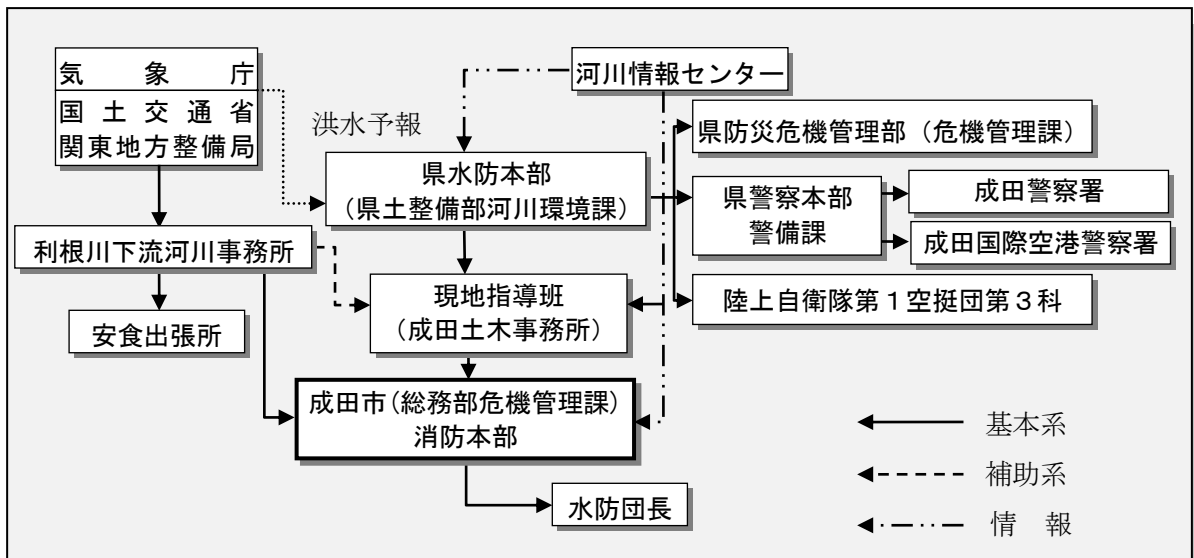 気象庁
国土交通省
関東地方整備局
河川情報センター
洪水予報
県防災危機管理部（危機管理課）
県水防本部
（県土整備部河川環境課）
県警察本部
警備課
成田警察署
成田国際空港警察署
利根川下流河川事務所
現地指導班
（成田土木事務所）
陸上自衛隊第１空挺団第３科
安食出張所
成田市（総務部危機管理課）
消防本部
水防団長
基本系
補助系
情　報